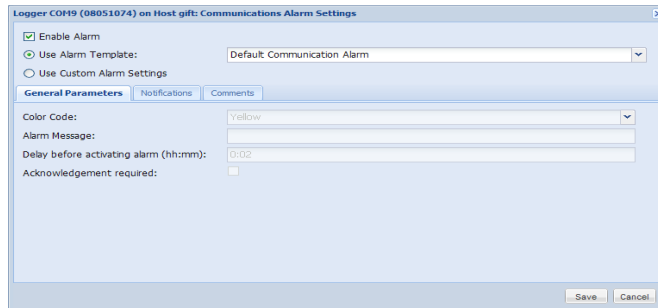 Logger COM9 (08051074) on Host gift: Communications Alarm Settings
Enable Alarm
Use Alarm Template: Default Communication Alarm
Use Custom Alarm Settings
General Parameters Notifications Comments
Color Code: Yellow
Alarm Message:
Delay before activating alarm (hh:mm): 0:02
Acknowledgement required:
Save Cancel